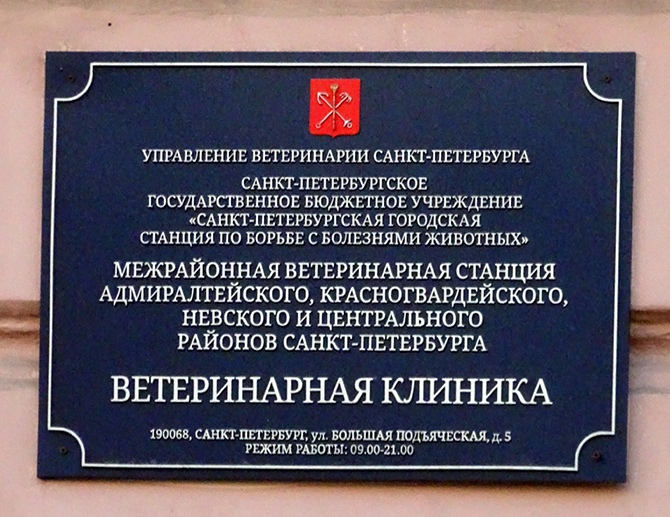 УПРАВЛЕНИЕ ВЕТЕРИНАРИИ САНКТ-ПЕТЕРБУРГА
САНКТ-ПЕТЕРБУРГСКОЕ
ГОСУДАРСТВЕННОЕ БЮДЖЕТНОЕ УЧРЕЖДЕНИЕ
«САНКТ-ПЕТЕРБУРГСКАЯ ГОРОДСКАЯ
СТАНЦИЯ ПО БОРЬБЕ С БОЛЕЗНЯМИ ЖИВОТНЫХ»
МЕЖРАЙОННАЯ ВЕТЕРИНАРНАЯ СТАНЦИЯ
АДМИРАЛТЕЙСКОГО, КРАСНОГВАРДЕЙСКОГО,
НЕВСКОГО И ЦЕНТРАЛЬНОГО
РАЙОНОВ САНКТ-ПЕТЕРБУРГА
ВЕТЕРИНАРНАЯ КЛИНИКА
190068, САНКТ-ПЕТЕРБУРГ, ул. БОЛЬШАЯ ПОДЪЯЧЕСКАЯ, д. 5
РЕЖИМ РАБОТЫ: 09.00-21.00